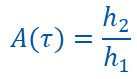 A(τ) = h₂/h₁